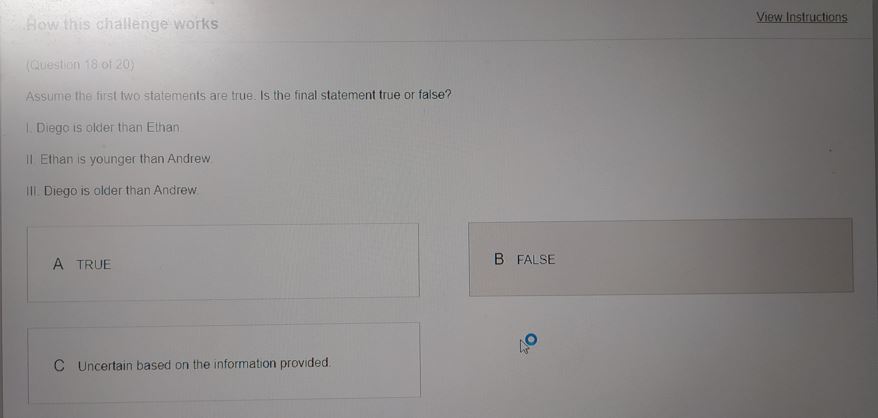 How this challenge works
View Instructions
(Question 18 of 20)
Assume the first two statements are true. Is the final statement true or false?
I. Diego is older than Ethan.
II. Ethan is younger than Andrew.
III. Diego is older than Andrew.
A TRUE
B FALSE
C Uncertain based on the information provided.